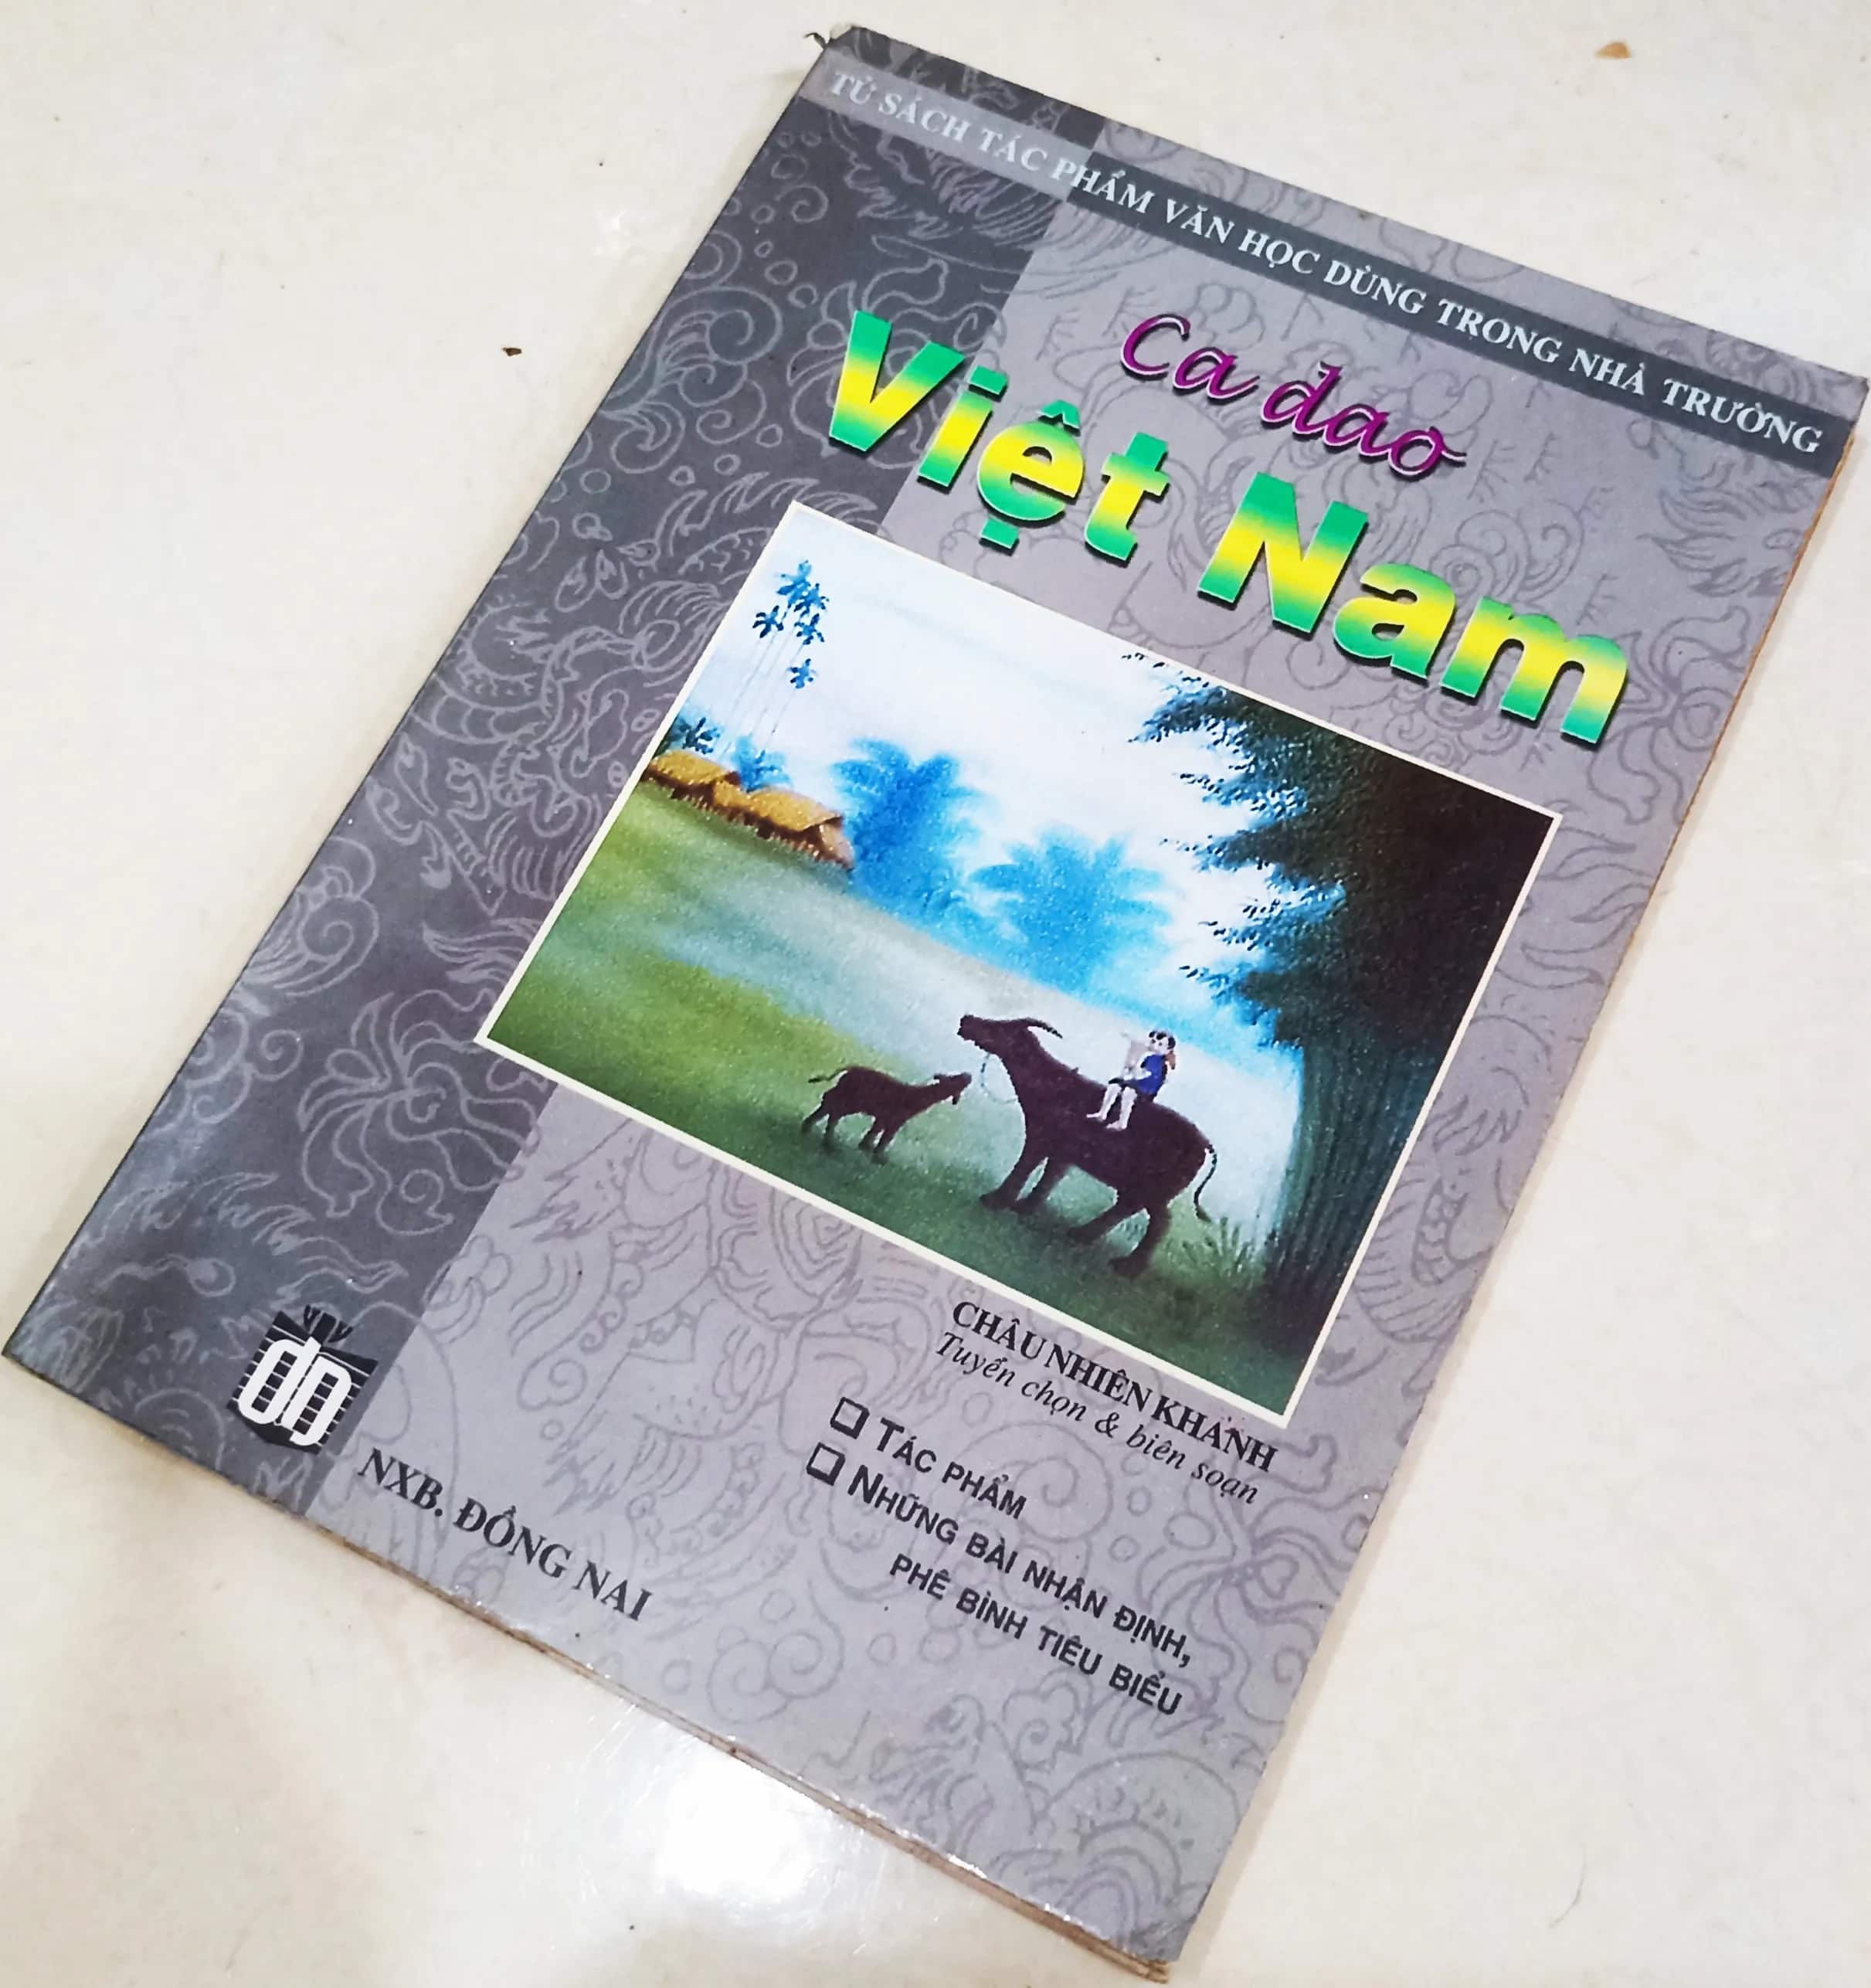 TỦ SÁCH TÁC PHẨM VĂN HỌC DÙNG TRONG NHÀ TRƯỜNG
Ca dao
Việt Nam
CHÂU NHIÊN KHANH
Tuyển chọn & biên soạn
❑ TÁC PHẨM
❑ NHỮNG BÀI NHẬN ĐỊNH,
PHÊ BÌNH TIÊU BIỂU
đn
NXB. ĐỒNG NAI